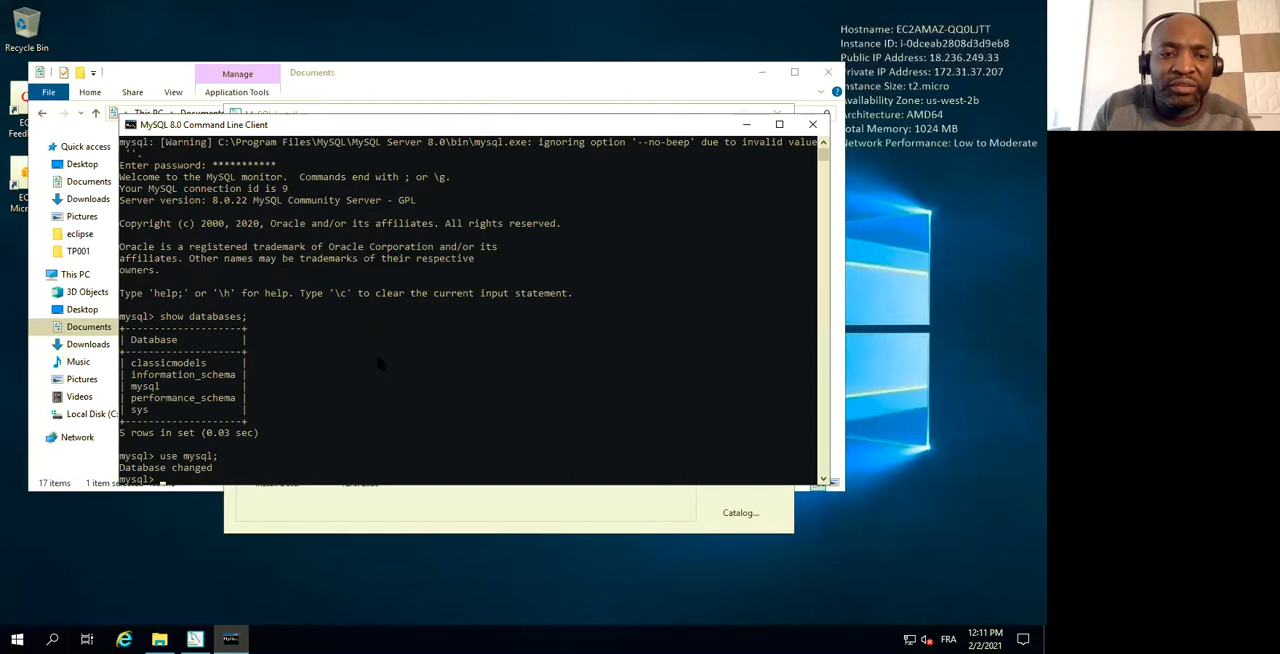 Recycle Bin
Hostname: EC2AMAZ-QQ0LJTT
Instance ID: i-0dceab2808d3d9eb8
Public IP Address: 18.236.249.33
Private IP Address: 172.31.37.207
Instance Size: t2.micro
Availability Zone: us-west-2b
Architecture: AMD64
Total Memory: 1024 MB
Network Performance: Low to Moderate
Manage
Documents
File
Home
Share
View
Application Tools
This PC
Documents
MySQL 8.0 Command Line Client
mysql: [Warning] C:\Program Files\MySQL\MySQL Server 8.0\bin\mysql.exe: ignoring option '--no-beep' due to invalid value
''.
Enter password: ***********
Welcome to the MySQL monitor. Commands end with ; or \g.
Your MySQL connection id is 9
Server version: 8.0.22 MySQL Community Server - GPL
Copyright (c) 2000, 2020, Oracle and/or its affiliates. All rights reserved.
Oracle is a registered trademark of Oracle Corporation and/or its
affiliates. Other names may be trademarks of their respective
owners.
Type 'help;' or '\h' for help. Type '\c' to clear the current input statement.
mysql> show databases;
+--------------------+
| Database           |
+--------------------+
| classicmodels      |
| information_schema |
| mysql              |
| performance_schema |
| sys                |
+--------------------+
5 rows in set (0.03 sec)
mysql> use mysql;
Database changed
mysql>
Quick access
Desktop
Documents
Downloads
Pictures
eclipse
TP001
This PC
3D Objects
Desktop
Documents
Downloads
Music
Pictures
Videos
Local Disk (C:
Network
17 items
1 item
Catalog...
FRA
12:11 PM
2/2/2021